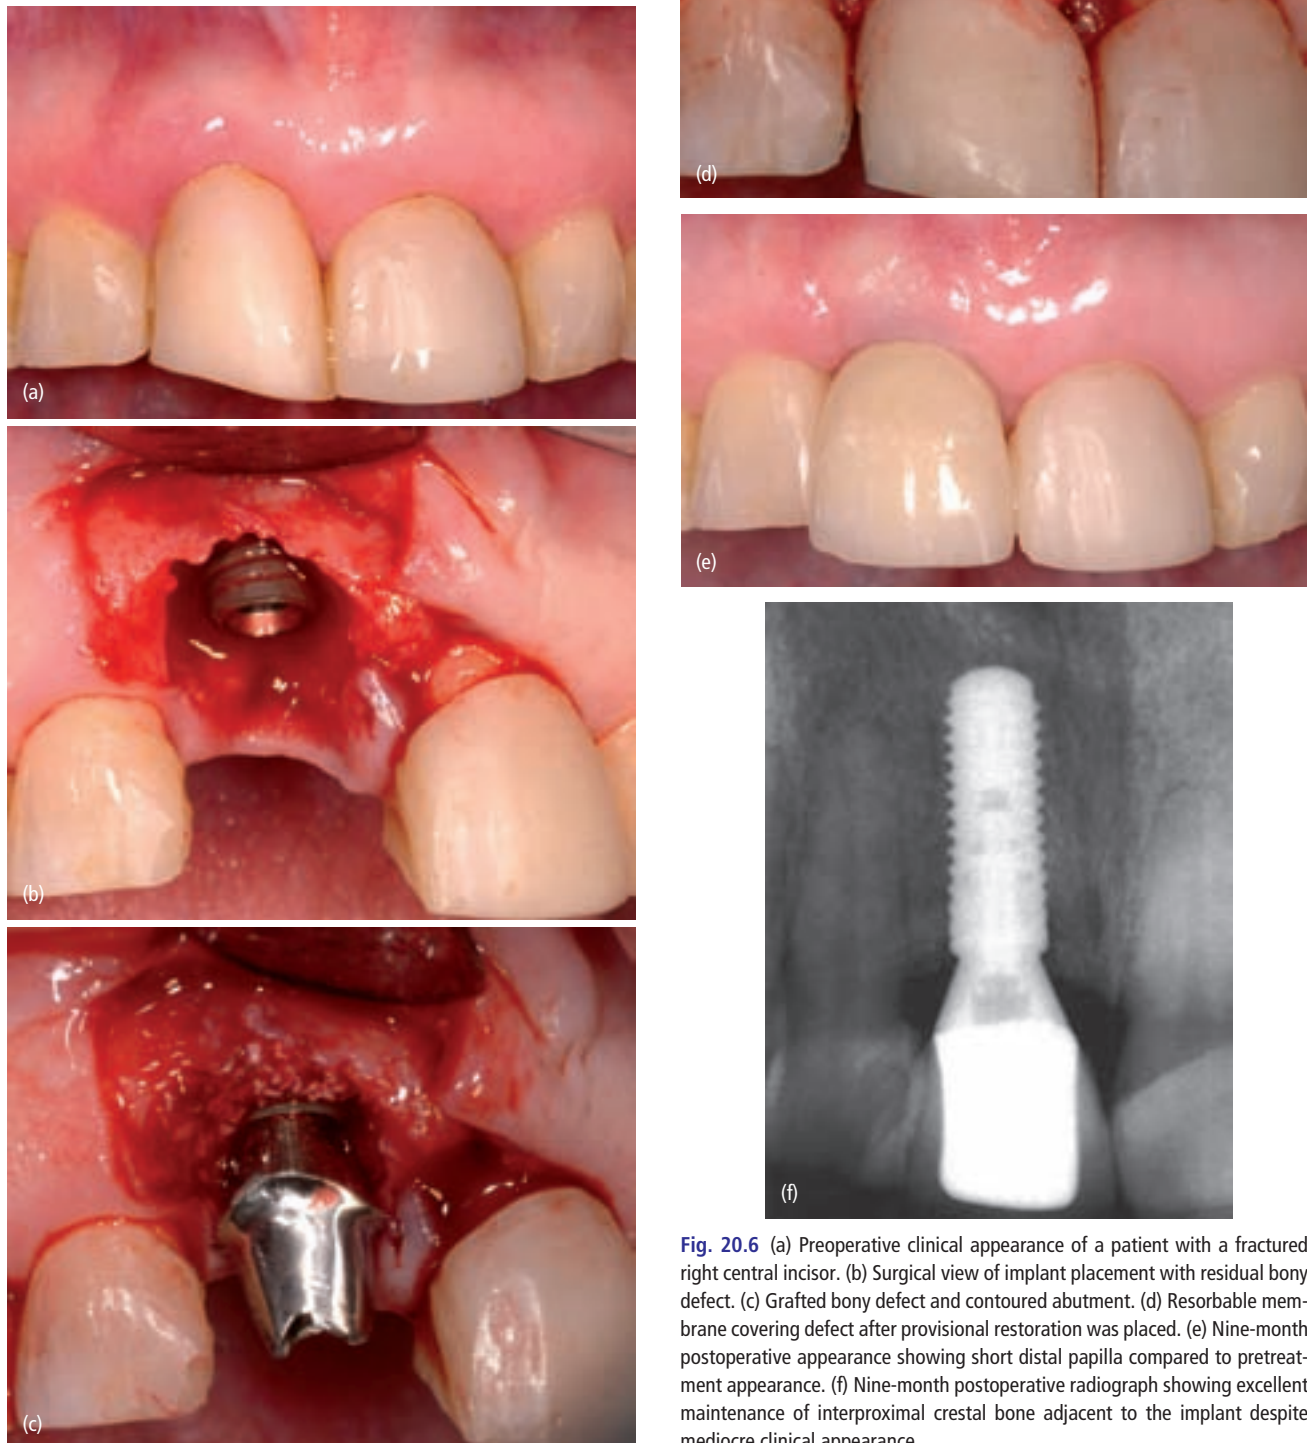 (a)
(b)
(c)
(d)
(e)
(f)
Fig. 20.6 (a) Preoperative clinical appearance of a patient with a fractured
right central incisor. (b) Surgical view of implant placement with residual bony
defect. (c) Grafted bony defect and contoured abutment. (d) Resorbable mem-
brane covering defect after provisional restoration was placed. (e) Nine-month
postoperative appearance showing short distal papilla compared to pretreat-
ment appearance. (f) Nine-month postoperative radiograph showing excellent
maintenance of interproximal crestal bone adjacent to the implant despite
mediocre clinical appearance.